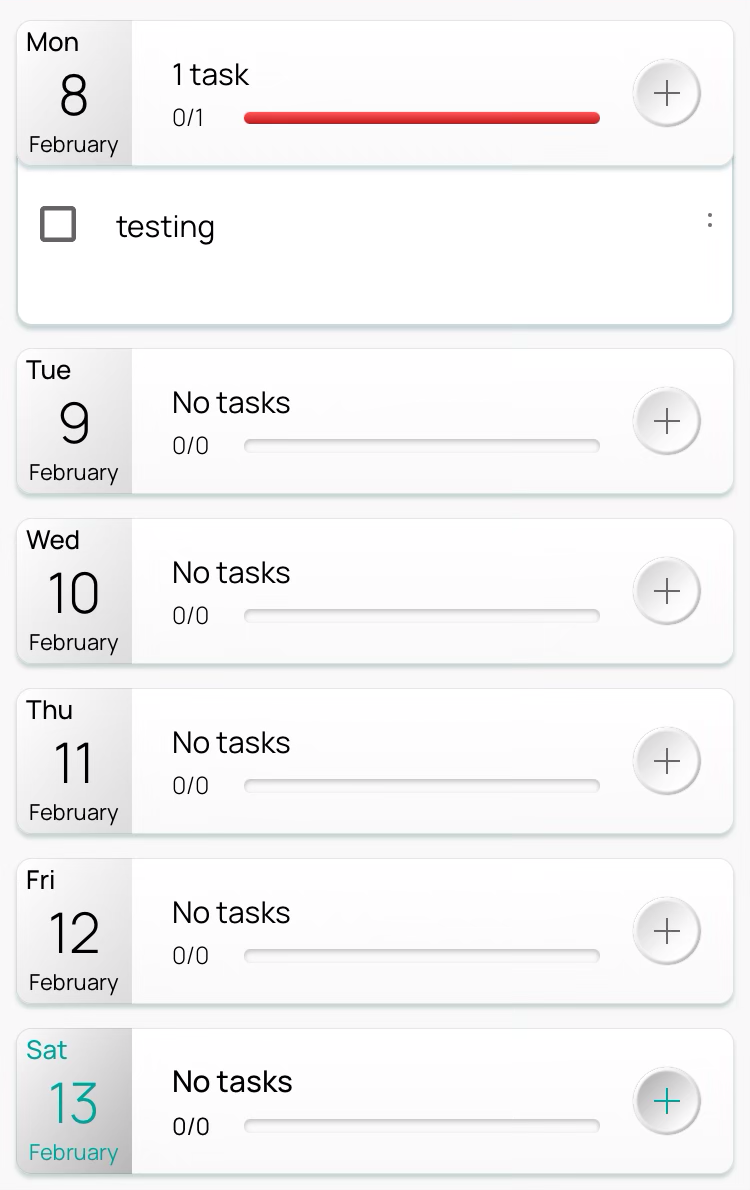 Mon
8
February
1 task
0/1
testing
Tue
9
February
No tasks
0/0
Wed
10
February
No tasks
0/0
Thu
11
February
No tasks
0/0
Fri
12
February
No tasks
0/0
Sat
13
February
No tasks
0/0